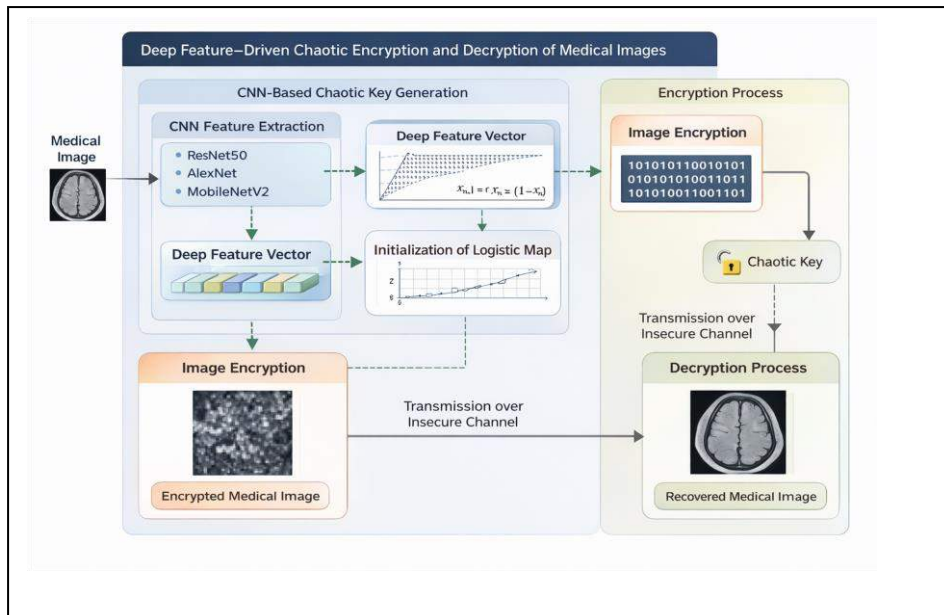 Deep Feature–Driven Chaotic Encryption and Decryption of Medical Images
CNN-Based Chaotic Key Generation
Encryption Process
Medical
Image
CNN Feature Extraction
• ResNet50
• AlexNet
• MobileNetV2
Deep Feature Vector
Image Encryption
101010110010101
010101010011011
101010011001101
Deep Feature Vector
Initialization of Logistic Map
Chaotic Key
Transmission over
Insecure Channel
Image Encryption
Encrypted Medical Image
Transmission over
Insecure Channel
Decryption Process
Recovered Medical Image